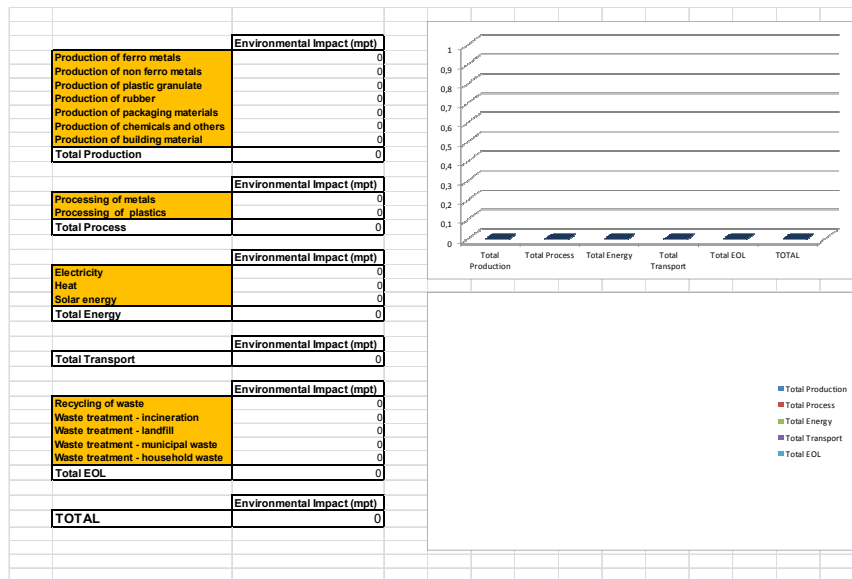 Environmental Impact (mpt)
Production of ferro metals 0
Production of non ferro metals 0
Production of plastic granulate 0
Production of rubber 0
Production of packaging materials 0
Production of chemicals and others 0
Production of building material 0
Total Production 0
Environmental Impact (mpt)
Processing of metals 0
Processing of plastics 0
Total Process 0
Environmental Impact (mpt)
Electricity 0
Heat 0
Solar energy 0
Total Energy 0
Environmental Impact (mpt)
Total Transport 0
Environmental Impact (mpt)
Recycling of waste 0
Waste treatment - incineration 0
Waste treatment - landfill 0
Waste treatment - municipal waste 0
Waste treatment - household waste 0
Total EOL 0
Environmental Impact (mpt)
TOTAL 0
1
0,9
0,8
0,7
0,6
0,5
0,4
0,3
0,2
0,1
0
Total Production
Total Process
Total Energy
Total Transport
Total EOL
TOTAL
Total Production
Total Process
Total Energy
Total Transport
Total EOL